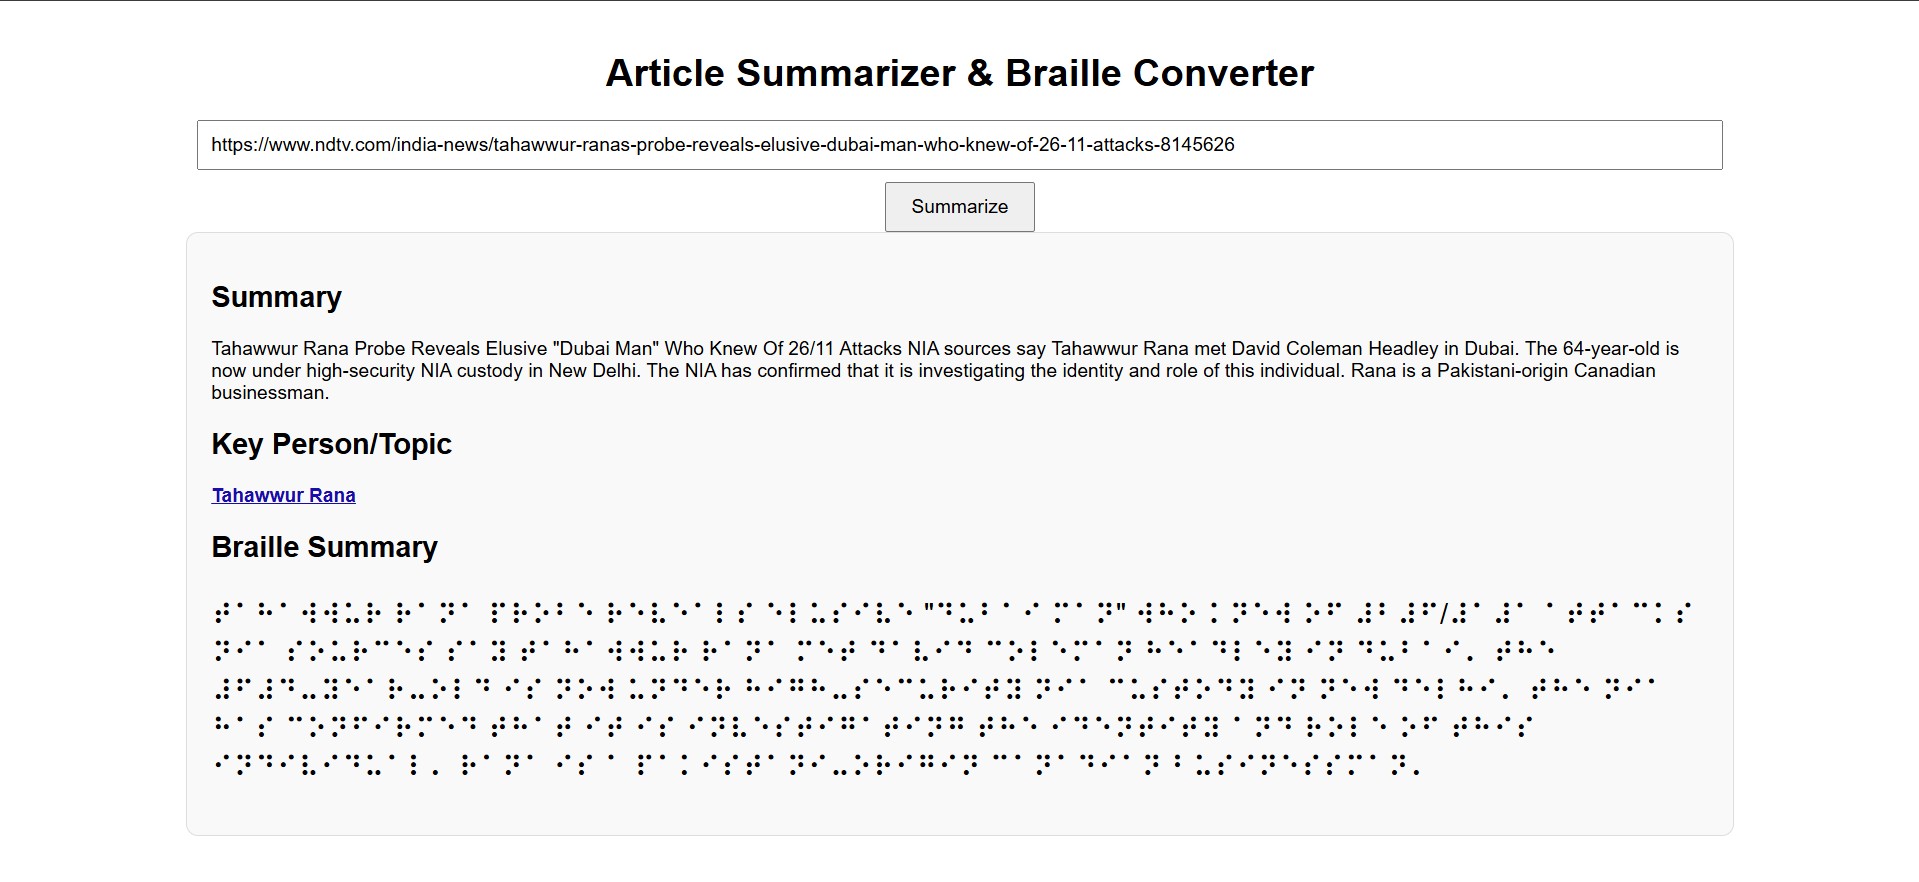 Article Summarizer & Braille Converter
https://www.ndtv.com/india-news/tahawwur-ranas-probe-reveals-elusive-dubai-man-who-knew-of-26-11-attacks-8145626
Summarize
Summary
Tahawwur Rana Probe Reveals Elusive "Dubai Man" Who Knew Of 26/11 Attacks NIA sources say Tahawwur Rana met David Coleman Headley in Dubai. The 64-year-old is
now under high-security NIA custody in New Delhi. The NIA has confirmed that it is investigating the identity and role of this individual. Rana is a Pakistani-origin Canadian
businessman.
Key Person/Topic
Tahawwur Rana
Braille Summary
⠞⠁⠓⠁⠺⠺⠥⠗ ⠗⠁⠝⠁ ⠏⠗⠕⠃⠑ ⠗⠑⠧⠑⠁⠇⠎ ⠑⠇⠥⠎⠊⠧⠑ "⠙⠥⠃⠁⠊ ⠍⠁⠝" ⠺⠓⠕ ⠅⠝⠑⠺ ⠕⠋ ⠼⠃⠼⠋/⠼⠁⠼⠁ ⠁⠞⠞⠁⠉⠅⠎
⠝⠊⠁ ⠎⠕⠥⠗⠉⠑⠎ ⠎⠁⠽ ⠞⠁⠓⠁⠺⠺⠥⠗ ⠗⠁⠝⠁ ⠍⠑⠞ ⠙⠁⠧⠊⠙ ⠉⠕⠇⠑⠍⠁⠝ ⠓⠑⠁⠙⠇⠑⠽ ⠊⠝ ⠙⠥⠃⠁⠊⠄ ⠞⠓⠑
⠼⠋⠼⠙⠤⠽⠑⠁⠗⠤⠕⠇⠙ ⠊⠎ ⠝⠕⠺ ⠥⠝⠙⠑⠗ ⠓⠊⠛⠓⠤⠎⠑⠉⠥⠗⠊⠞⠽ ⠝⠊⠁ ⠉⠥⠎⠞⠕⠙⠽ ⠊⠝ ⠝⠑⠺ ⠙⠑⠇⠓⠊⠄ ⠞⠓⠑ ⠝⠊⠁
⠓⠁⠎ ⠉⠕⠝⠋⠊⠗⠍⠑⠙ ⠞⠓⠁⠞ ⠊⠞ ⠊⠎ ⠊⠝⠧⠑⠎⠞⠊⠛⠁⠞⠊⠝⠛ ⠞⠓⠑ ⠊⠙⠑⠝⠞⠊⠞⠽ ⠁⠝⠙ ⠗⠕⠇⠑ ⠕⠋ ⠞⠓⠊⠎
⠊⠝⠙⠊⠧⠊⠙⠥⠁⠇⠄ ⠗⠁⠝⠁ ⠊⠎ ⠁ ⠏⠁⠅⠊⠎⠞⠁⠝⠊⠤⠕⠗⠊⠛⠊⠝ ⠉⠁⠝⠁⠙⠊⠁⠝ ⠃⠥⠎⠊⠝⠑⠎⠎⠍⠁⠝⠄